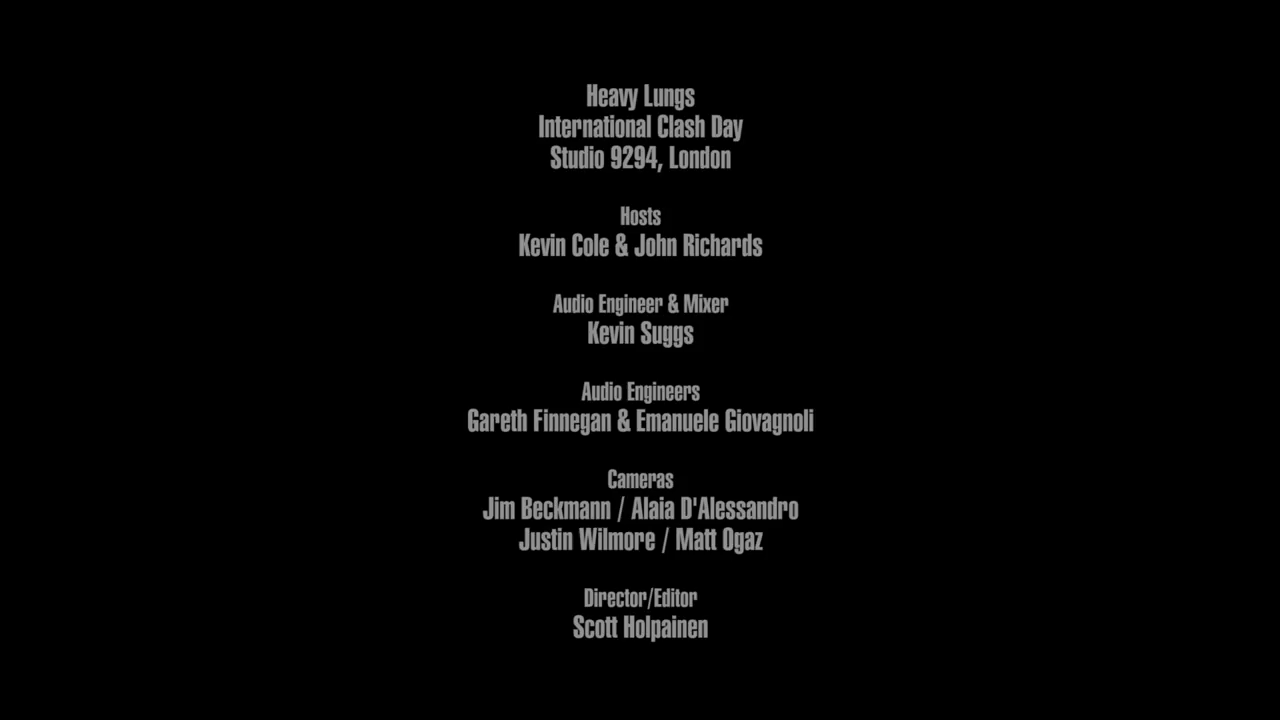 Heavy Lungs
International Clash Day
Studio 9294, London
Hosts
Kevin Cole & John Richards
Audio Engineer & Mixer
Kevin Suggs
Audio Engineers
Gareth Finnegan & Emanuele Giovagnoli
Cameras
Jim Beckmann / Alaia D'Alessandro
Justin Wilmore / Matt Ogaz
Director/Editor
Scott Holpainen